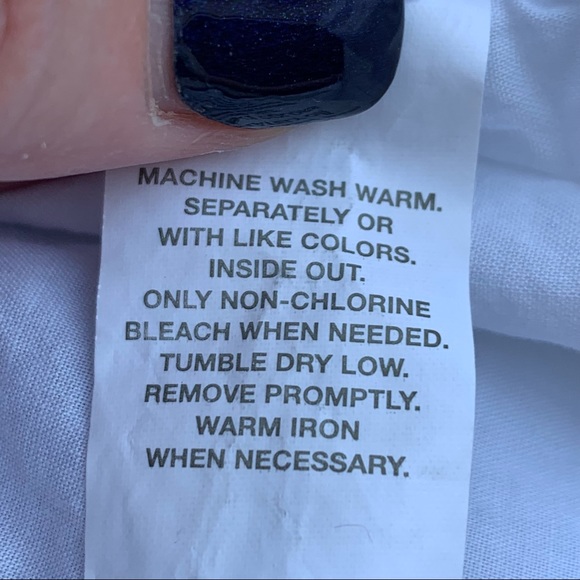 MACHINE WASH WARM.
SEPARATELY OR
WITH LIKE COLORS.
INSIDE OUT.
ONLY NON-CHLORINE
BLEACH WHEN NEEDED.
TUMBLE DRY LOW.
REMOVE PROMPTLY.
WARM IRON
WHEN NECESSARY.